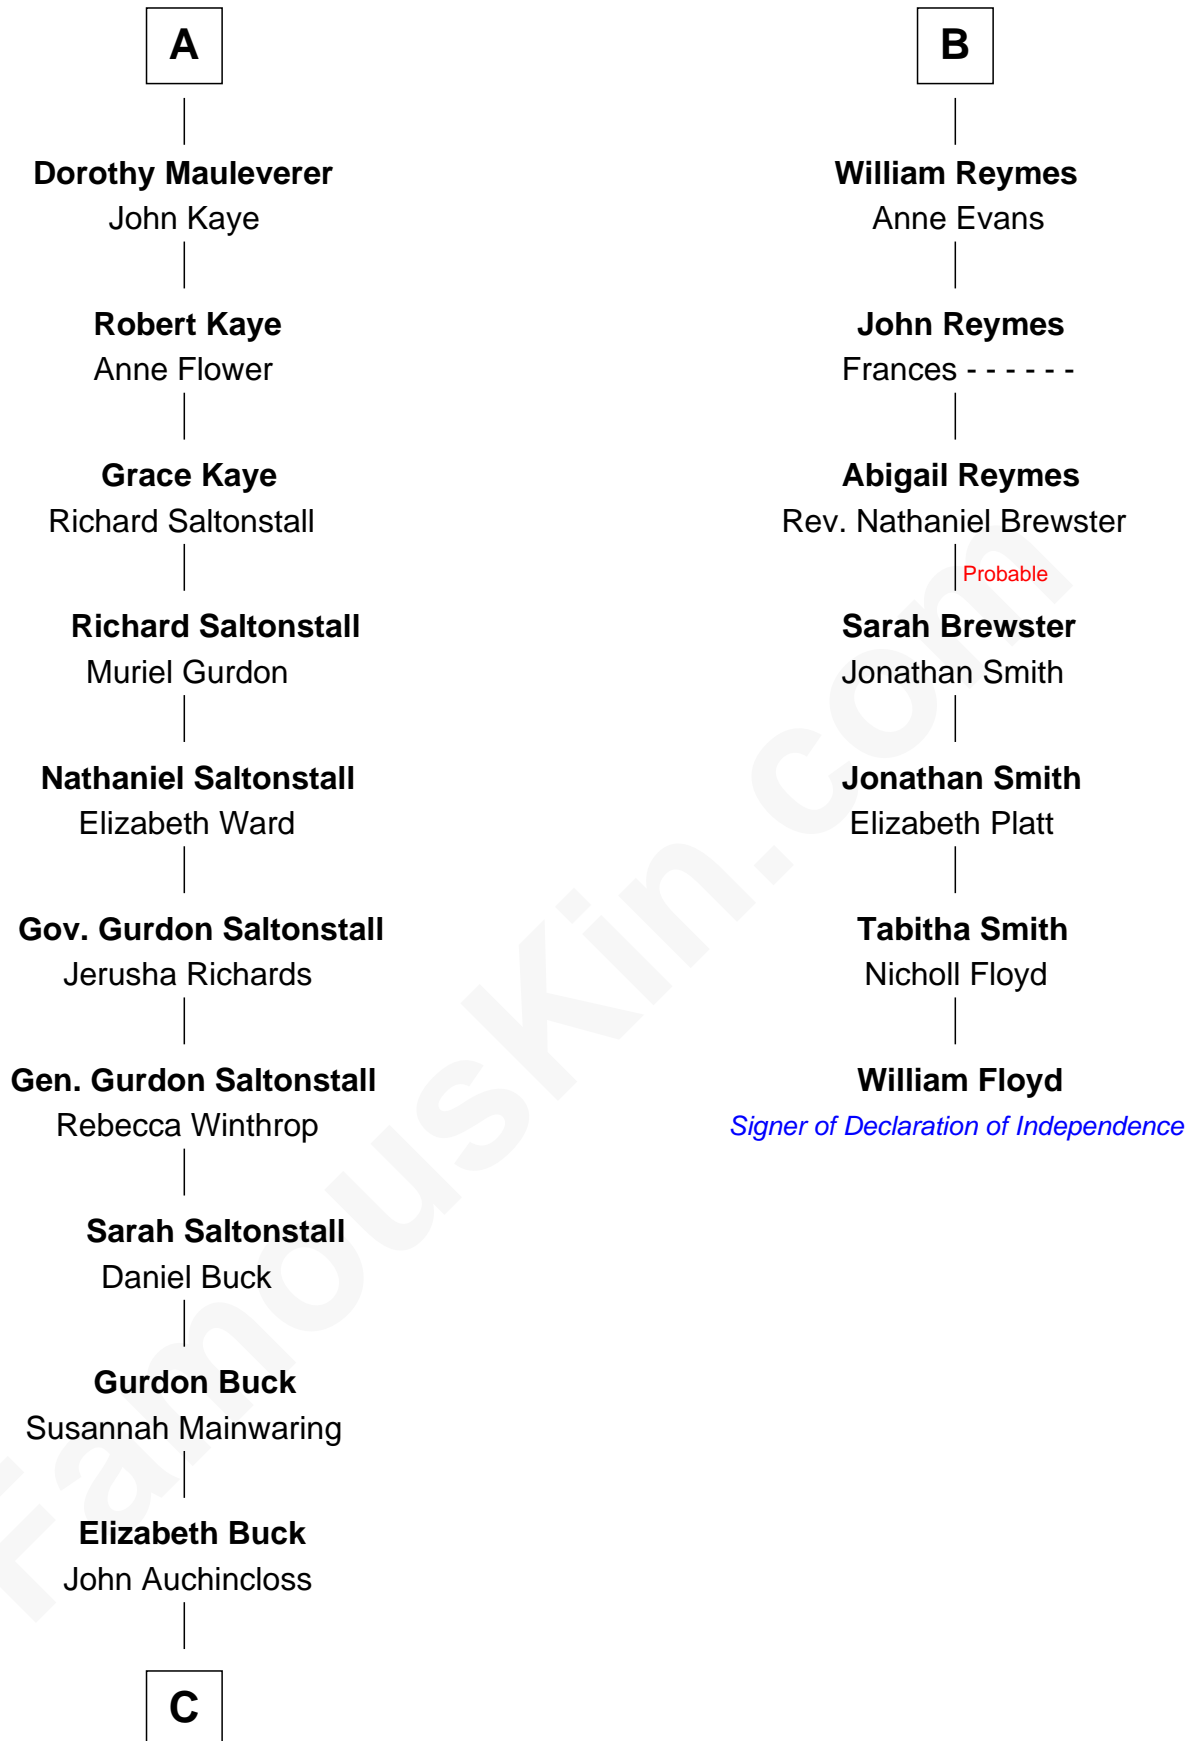 A
Dorothy Mauleverer
John Kaye
Robert Kaye
Anne Flower
Grace Kaye
Richard Saltonstall
Richard Saltonstall
Muriel Gurdon
Nathaniel Saltonstall
Elizabeth Ward
Gov. Gurdon Saltonstall
Jerusha Richards
Gen. Gurdon Saltonstall
Rebecca Winthrop
Sarah Saltonstall
Daniel Buck
Gurdon Buck
Susannah Mainwaring
Elizabeth Buck
John Auchincloss
C
B
William Reymes
Anne Evans
John Reymes
Frances - - - - - -
Abigail Reymes
Rev. Nathaniel Brewster
Probable
Sarah Brewster
Jonathan Smith
Jonathan Smith
Elizabeth Platt
Tabitha Smith
Nicholl Floyd
William Floyd
Signer of Declaration of Independence
FamousKin.com